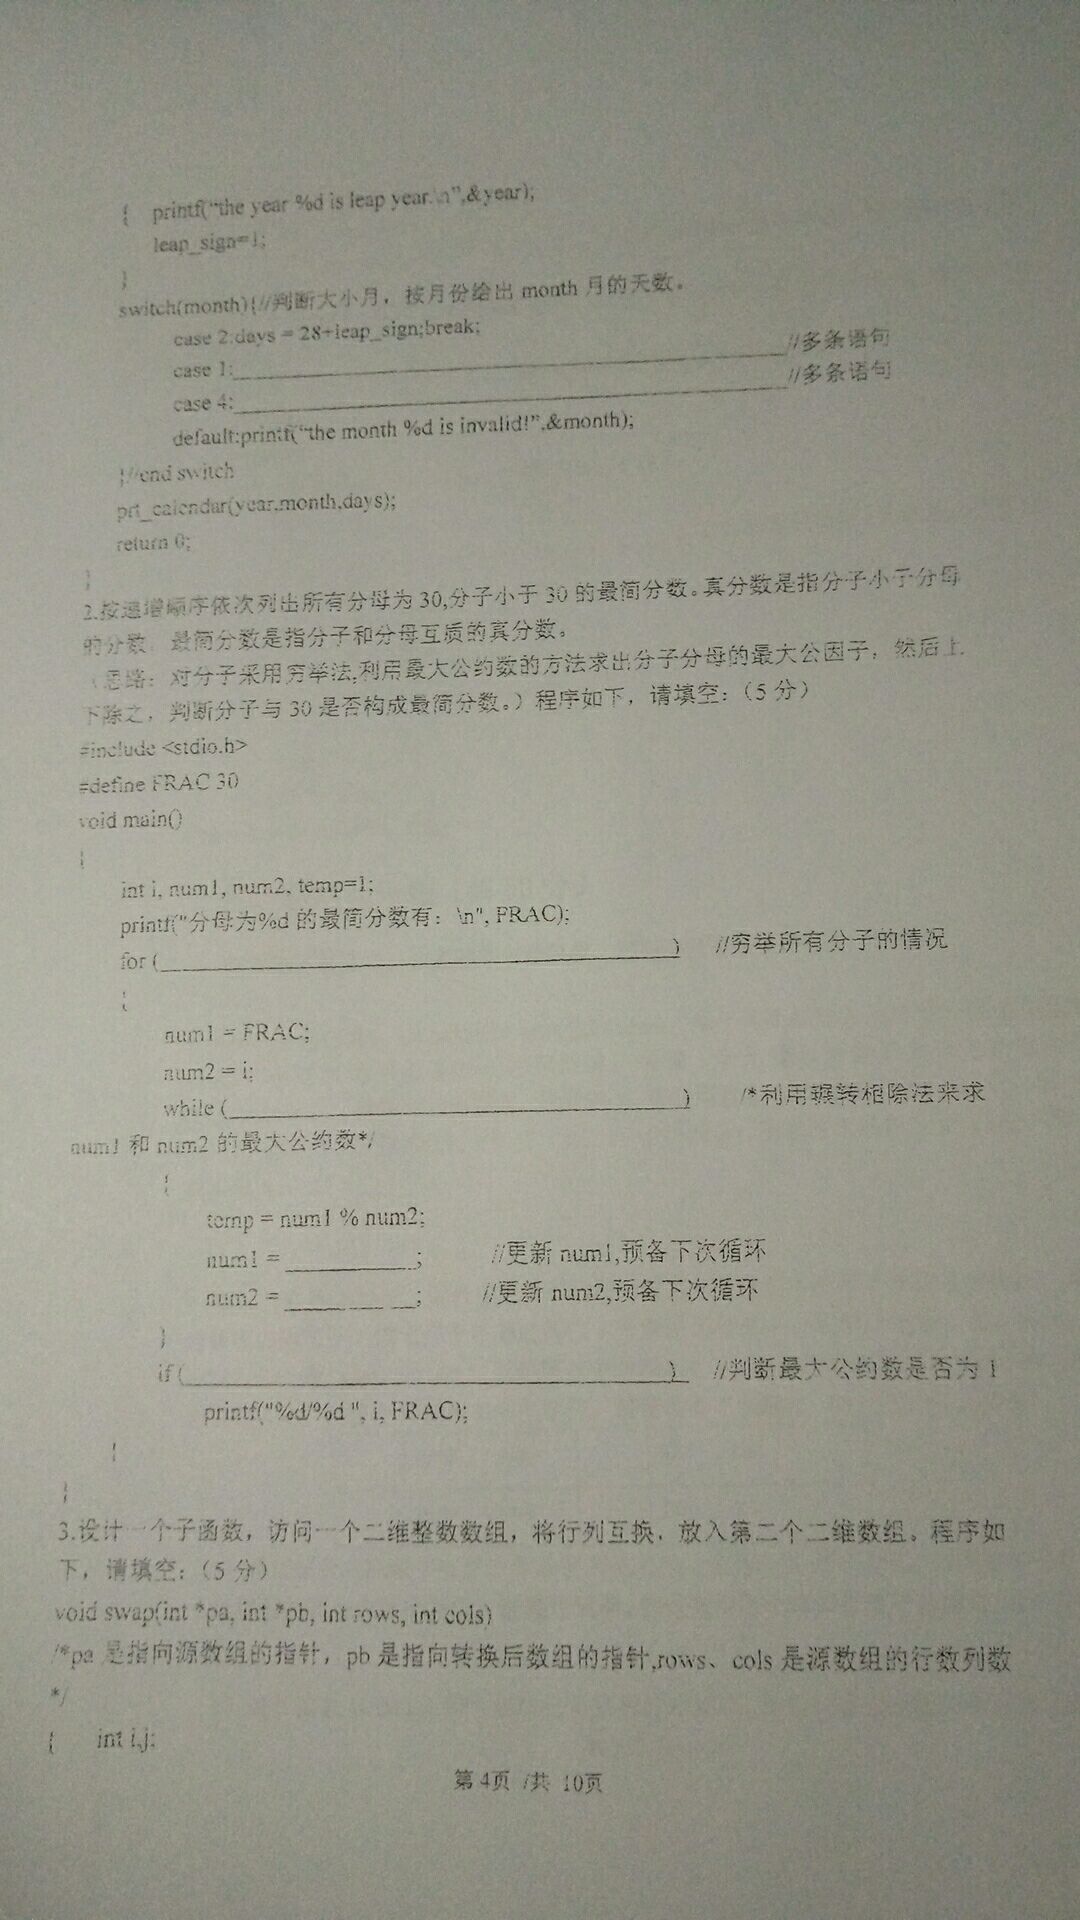 { printf(“the year %d is leap year.\n”,&year);
leap_sign=1;
}
switch(month){//判断大小月，按月份给出 month 月的天数。
case 2:days = 28+leap_sign;break;
case 1:____________________//多条语句
case 4:____________________//多条语句
default:printf(“the month %d is invalid!”,&month);
}//end switch
prt_calendar(year,month,days);
return 0;
}
2.按递增顺序依次列出所有分母为 30,分子小于 30 的最简分数。真分数是指分子小于分母
的分数，最简分数是指分子和分母互质的真分数。
（思路：对分子采用穷举法,利用最大公约数的方法求出分子分母的最大公因子，然后上
下除之，判断分子与 30 是否构成最简分数。）程序如下，请填空：（5 分）
#include <stdio.h>
#define FRAC 30
void main()
{
int i, num1, num2, temp=1;
printf("分母为%d 的最简分数有：\n", FRAC);
for (____________________) //穷举所有分子的情况
{
num1 = FRAC;
num2 = i;
while (____________________) /*利用辗转相除法来求
num1 和 num2 的最大公约数*/
{
temp = num1 % num2;
num1 = __________; //更新 num1,预备下次循环
num2 = __________; //更新 num2,预备下次循环
}
if (____________________) //判断最大公约数是否为 1
printf("%d/%d ", i, FRAC);
}
}
3.设计一个子函数，访问一个二维整数数组，将行列互换，放入第二个二维数组。程序如
下，请填空：（5 分）
void swap(int *pa, int *pb, int rows, int cols)
/*pa 是指向源数组的指针，pb 是指向转换后数组的指针,rows、cols 是源数组的行数列数
*/
{ int i,j;
第 4页 /共 10页